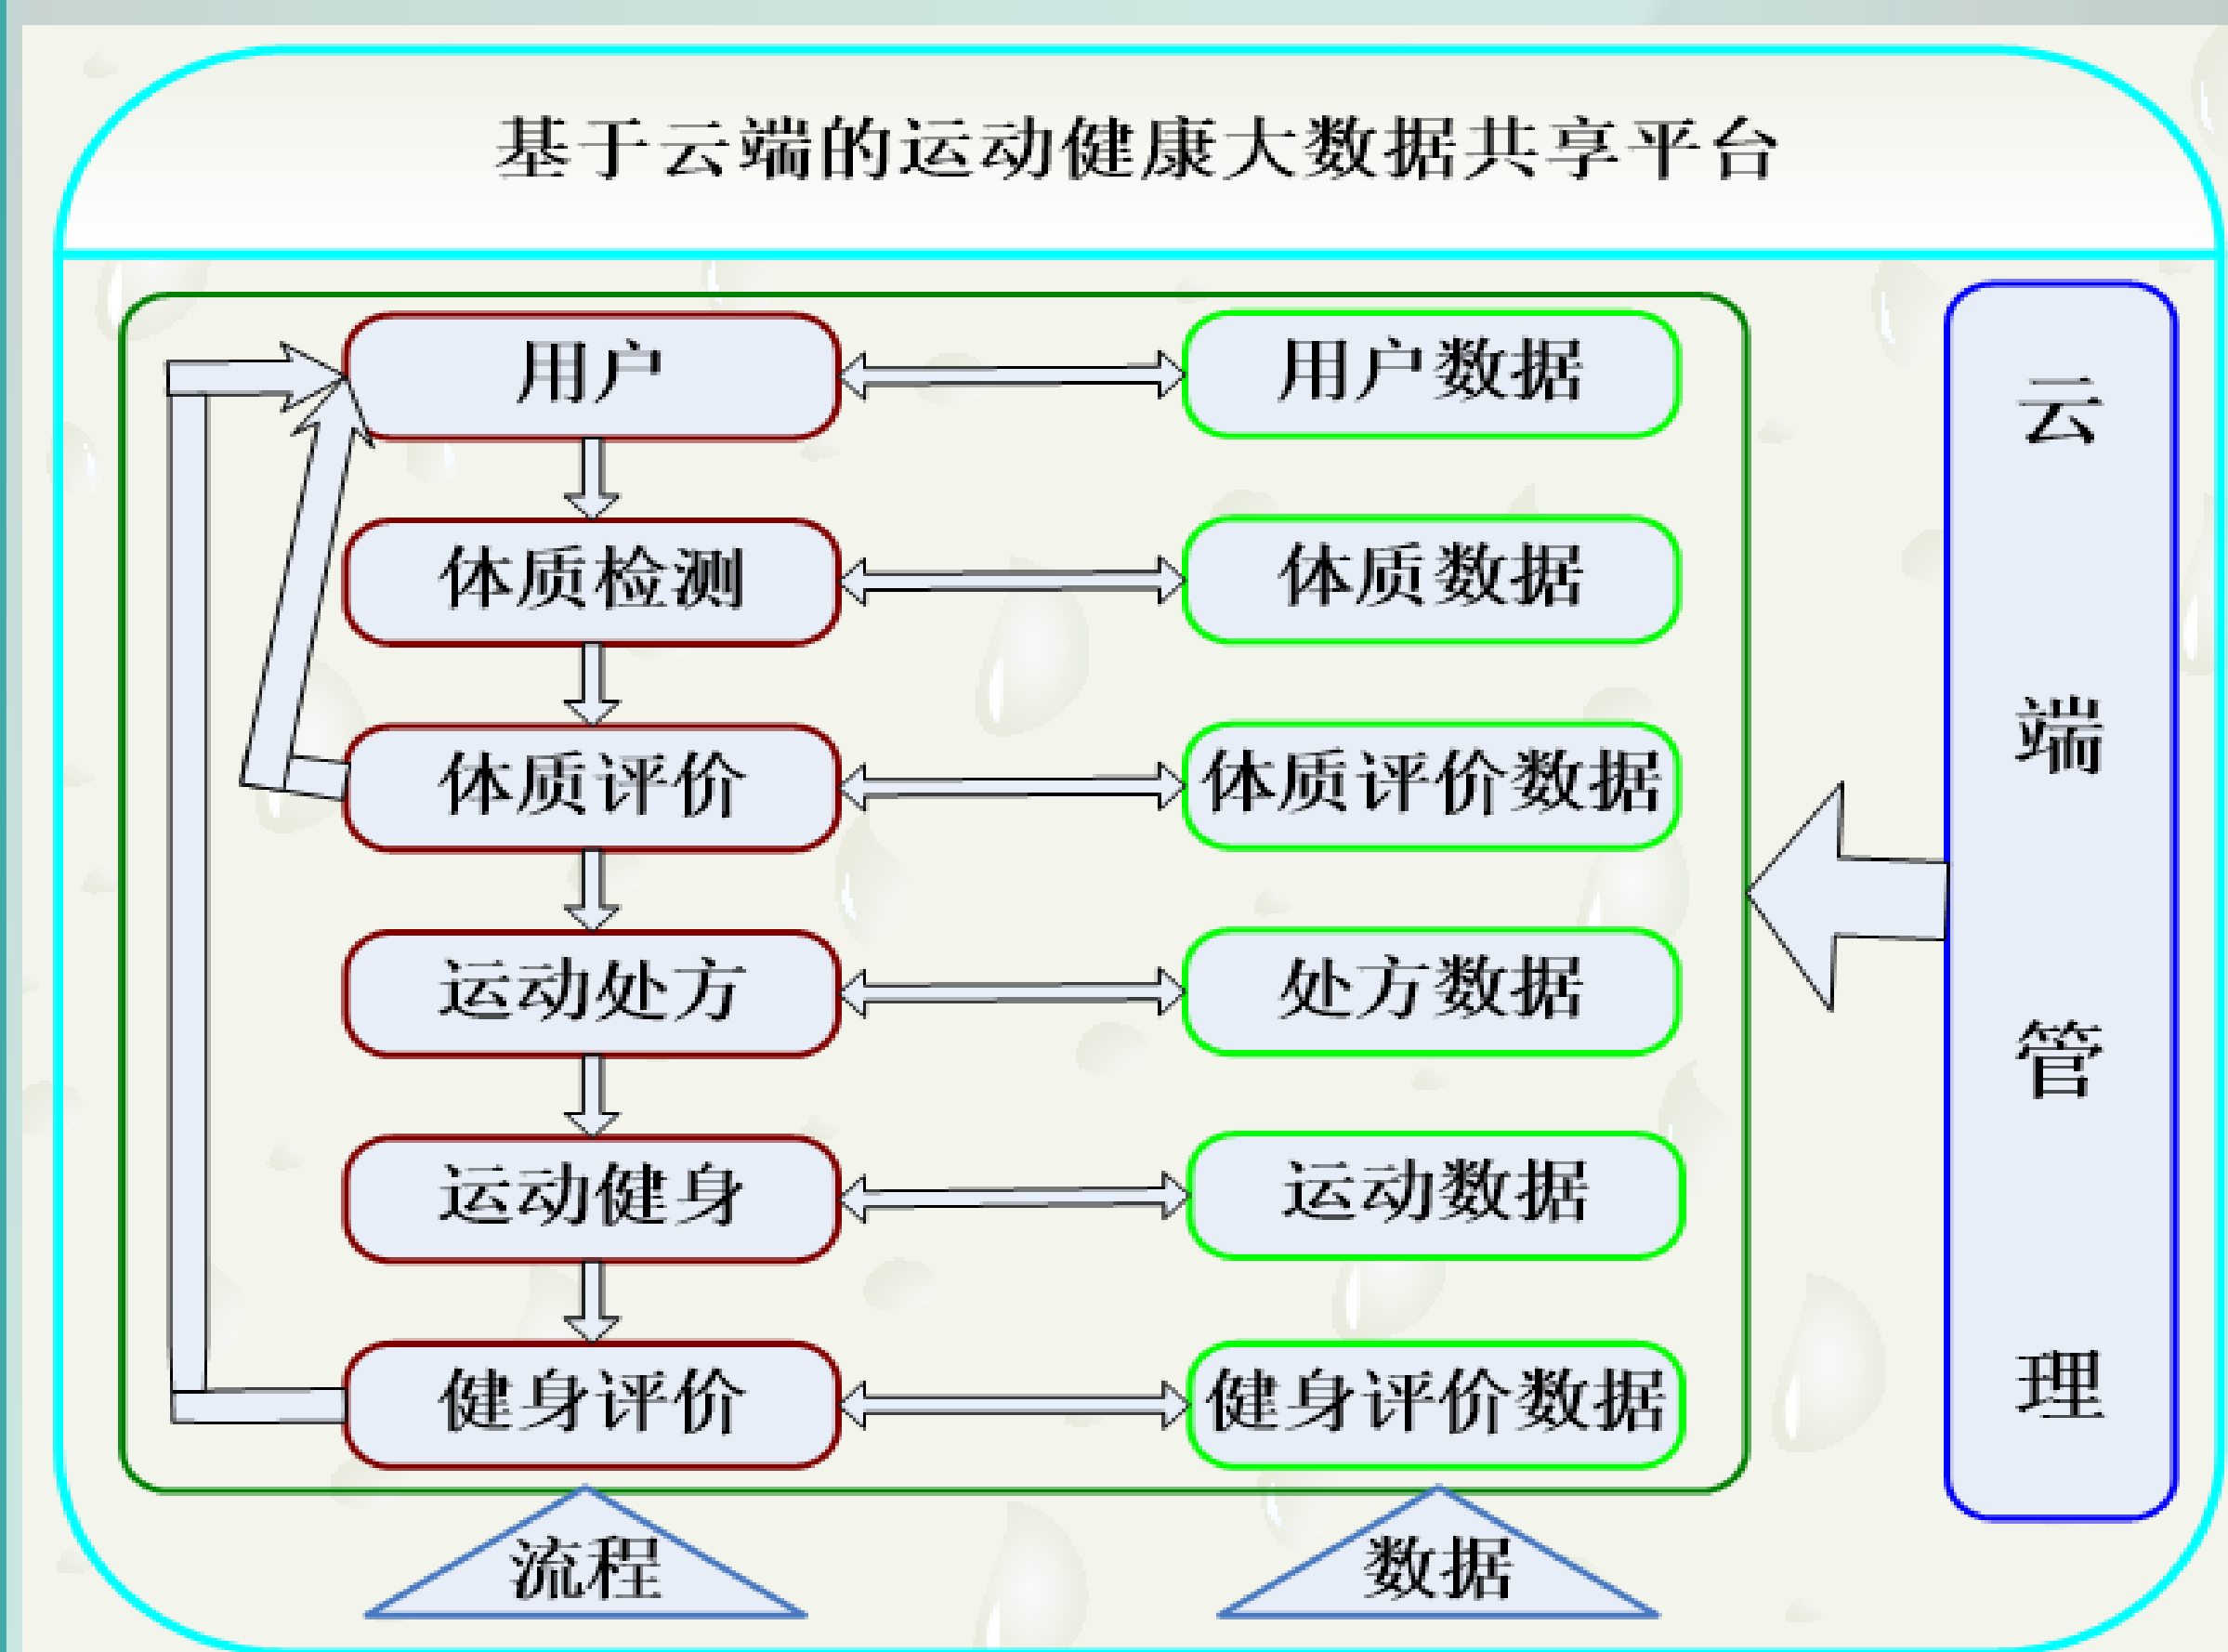 基于云端的运动健康大数据共享平台
用户
用户数据
体质检测
体质数据
体质评价
体质评价数据
运动处方
处方数据
运动健身
运动数据
健身评价
健身评价数据
云端管理
流程
数据